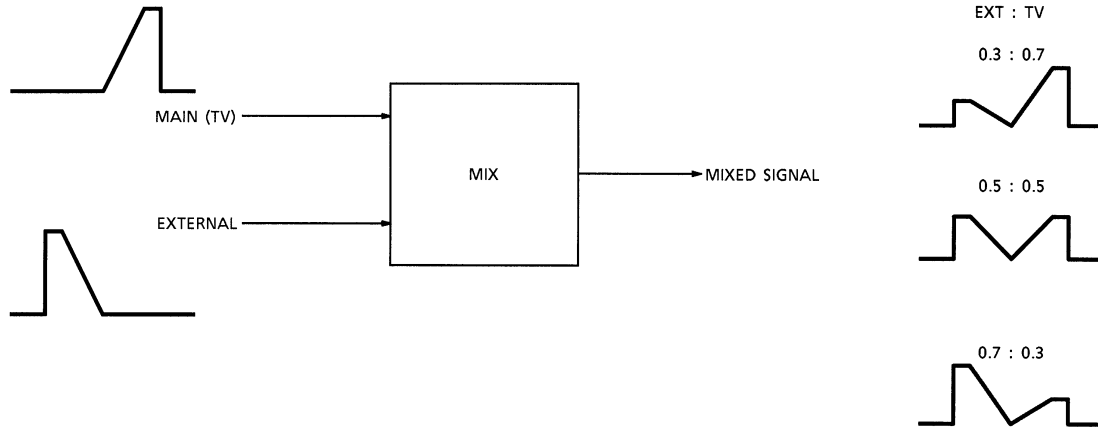 EXT : TV
0.3 : 0.7
MAIN (TV)
MIX
MIXED SIGNAL
0.5 : 0.5
EXTERNAL
0.7 : 0.3